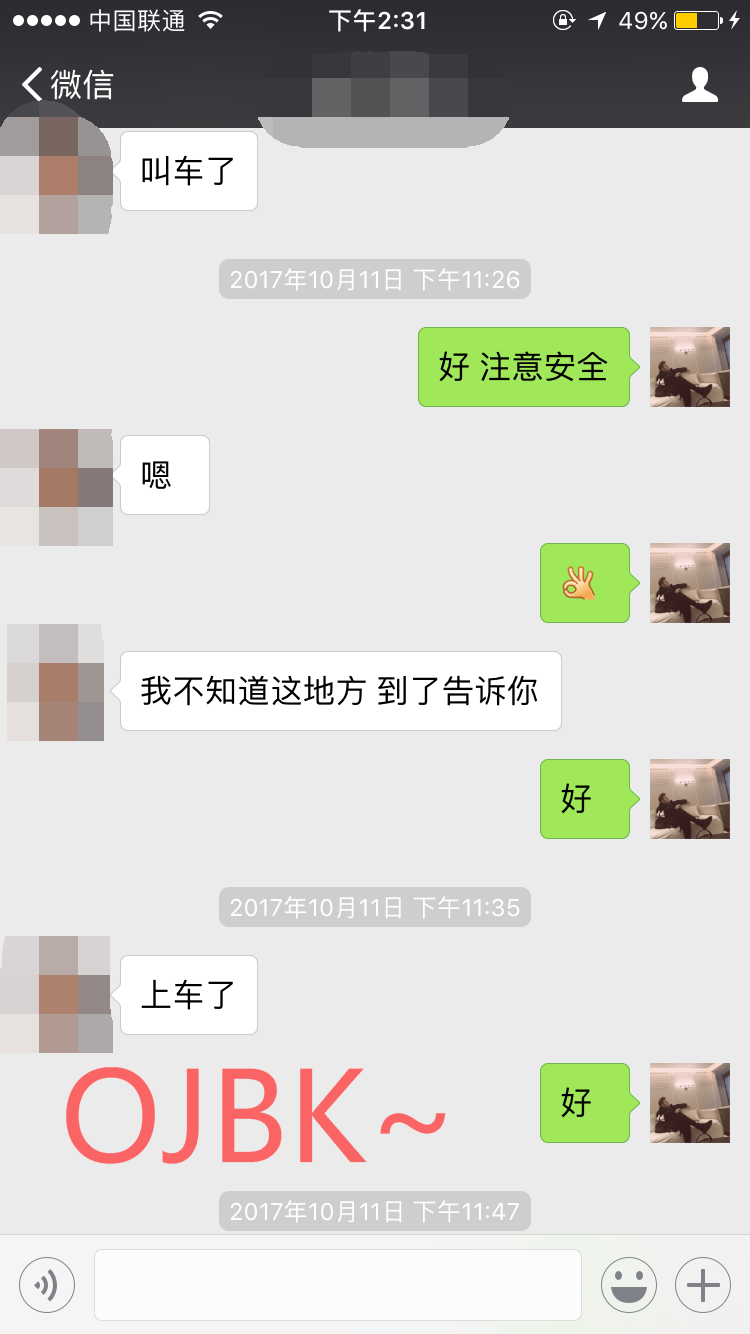 中国联通 下午2:31 49%
微信
叫车了
2017年10月11日 下午11:26
好 注意安全
嗯
👌
我不知道这地方 到了告诉你
好
2017年10月11日 下午11:35
上车了
好
OJBK~
2017年10月11日 下午11:47